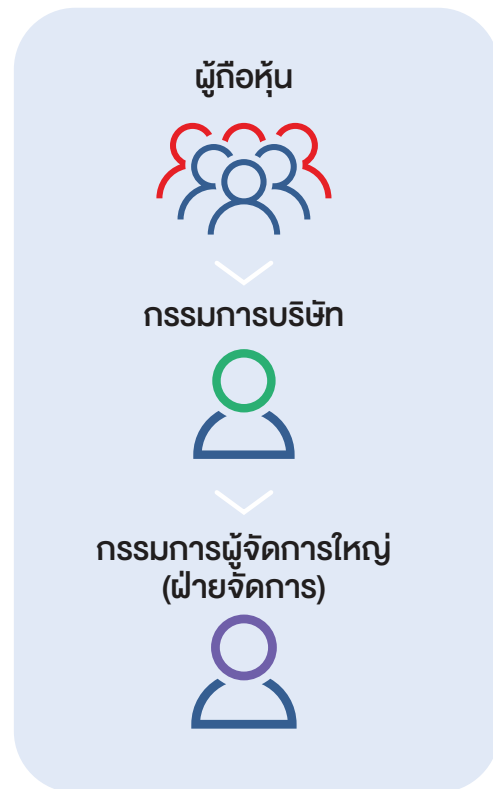 ผู้ถือหุ้น
กรรมการบริษัท
กรรมการผู้จัดการใหญ่
(ฝ่ายจัดการ)